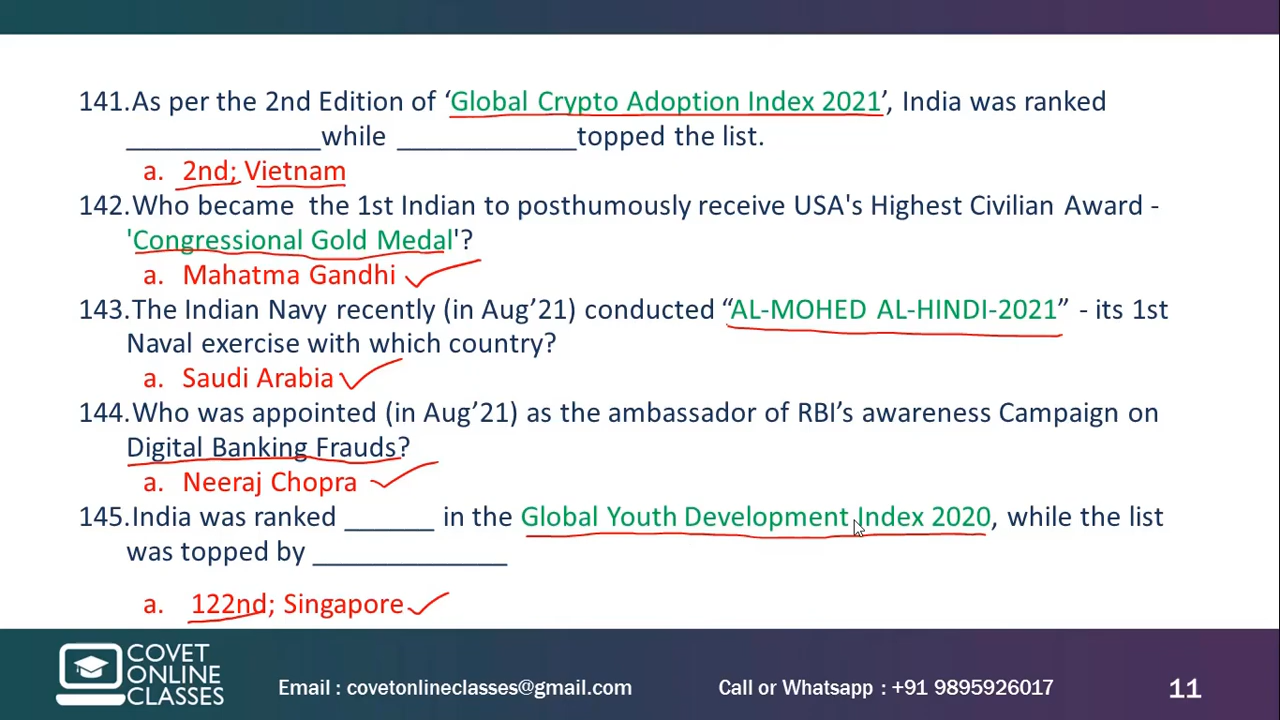 141.As per the 2nd Edition of ‘Global Crypto Adoption Index 2021’, India was ranked
_____________while ____________topped the list.
a. 2nd; Vietnam
142.Who became the 1st Indian to posthumously receive USA's Highest Civilian Award -
'Congressional Gold Medal'?
a. Mahatma Gandhi
143.The Indian Navy recently (in Aug’21) conducted “AL-MOHED AL-HINDI-2021” - its 1st
Naval exercise with which country?
a. Saudi Arabia
144.Who was appointed (in Aug’21) as the ambassador of RBI’s awareness Campaign on
Digital Banking Frauds?
a. Neeraj Chopra
145.India was ranked ______ in the Global Youth Development Index 2020, while the list
was topped by _____________
a. 122nd; Singapore
COVET
ONLINE
CLASSES
Email : covetonlineclasses@gmail.com
Call or Whatsapp : +91 9895926017
11